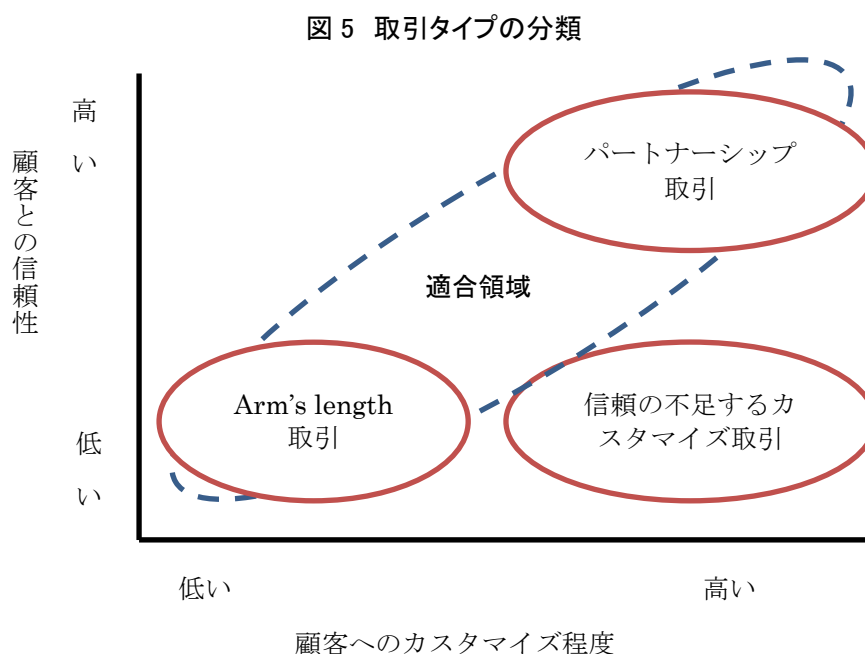 図 5 取引タイプの分類
高
い
顧客との信頼性
パートナーシップ
取引
適合領域
Arm's length
取引
信頼の不足するカ
スタマイズ取引
低
い
低い
高い
顧客へのカスタマイズ程度